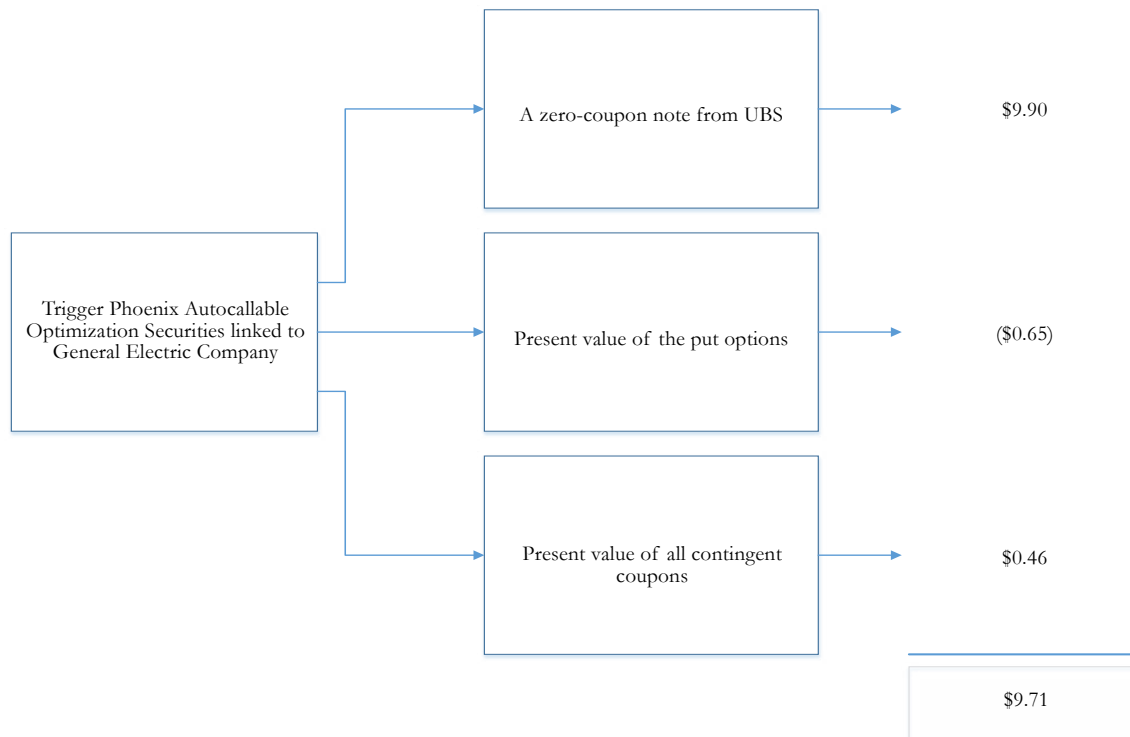 A zero-coupon note from UBS
$9.90
Trigger Phoenix Autocallable
Optimization Securities linked to
General Electric Company
Present value of the put options
($0.65)
Present value of all contingent
coupons
$0.46
$9.71